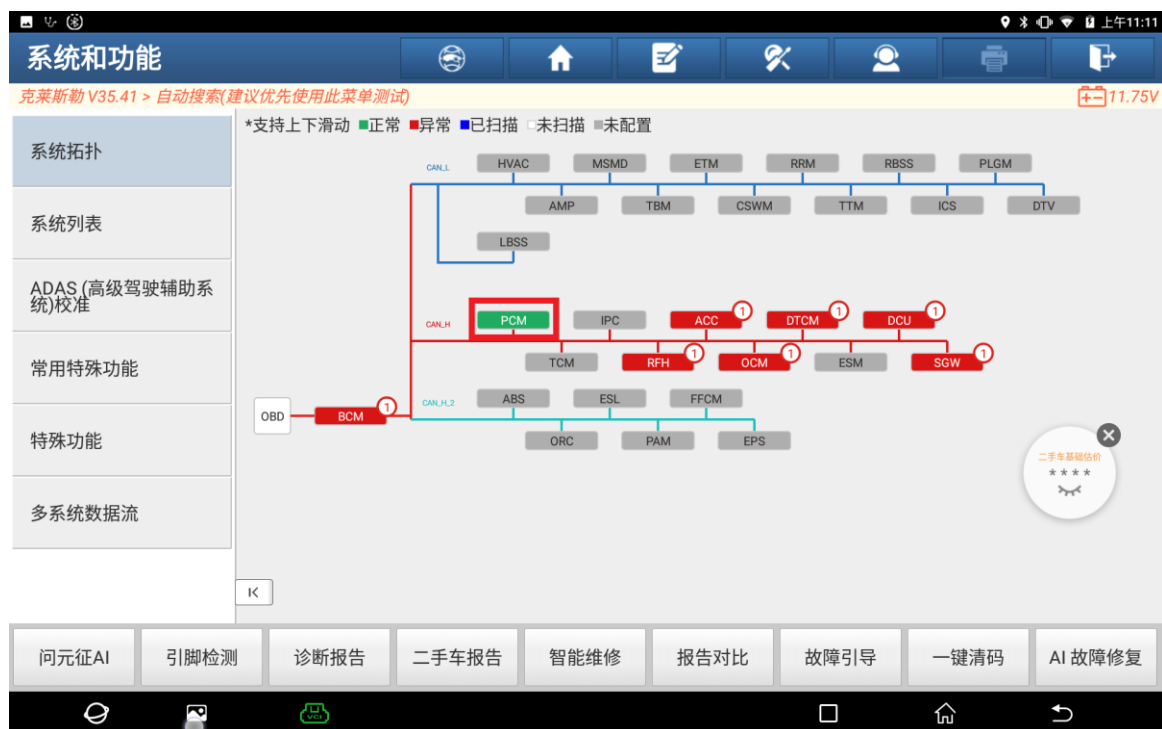 上午11:11
系统和功能
克莱斯勒 V35.41 > 自动搜索(建议优先使用此菜单测试)
11.75V
*支持上下滑动 ■正常 ■异常 ■已扫描 □未扫描 ■未配置
系统拓扑
系统列表
ADAS (高级驾驶辅助系
统)校准
常用特殊功能
特殊功能
多系统数据流
CAN_L
HVAC MSMD ETM RRM RBSS PLGM
AMP TBM CSWM TTM ICS DTV
LBSS
CAN_H
PCM IPC ACC 1 DTCM 1 DCU 1
TCM RFH 1 OCM 1 ESM SGW 1
OBD BCM 1
CAN_H_2
ABS ESL FFCM
ORC PAM EPS
二手车基础估价
****
问元征AI 引脚检测 诊断报告 二手车报告 智能维修 报告对比 故障引导 一键清码 AI 故障修复
VCI